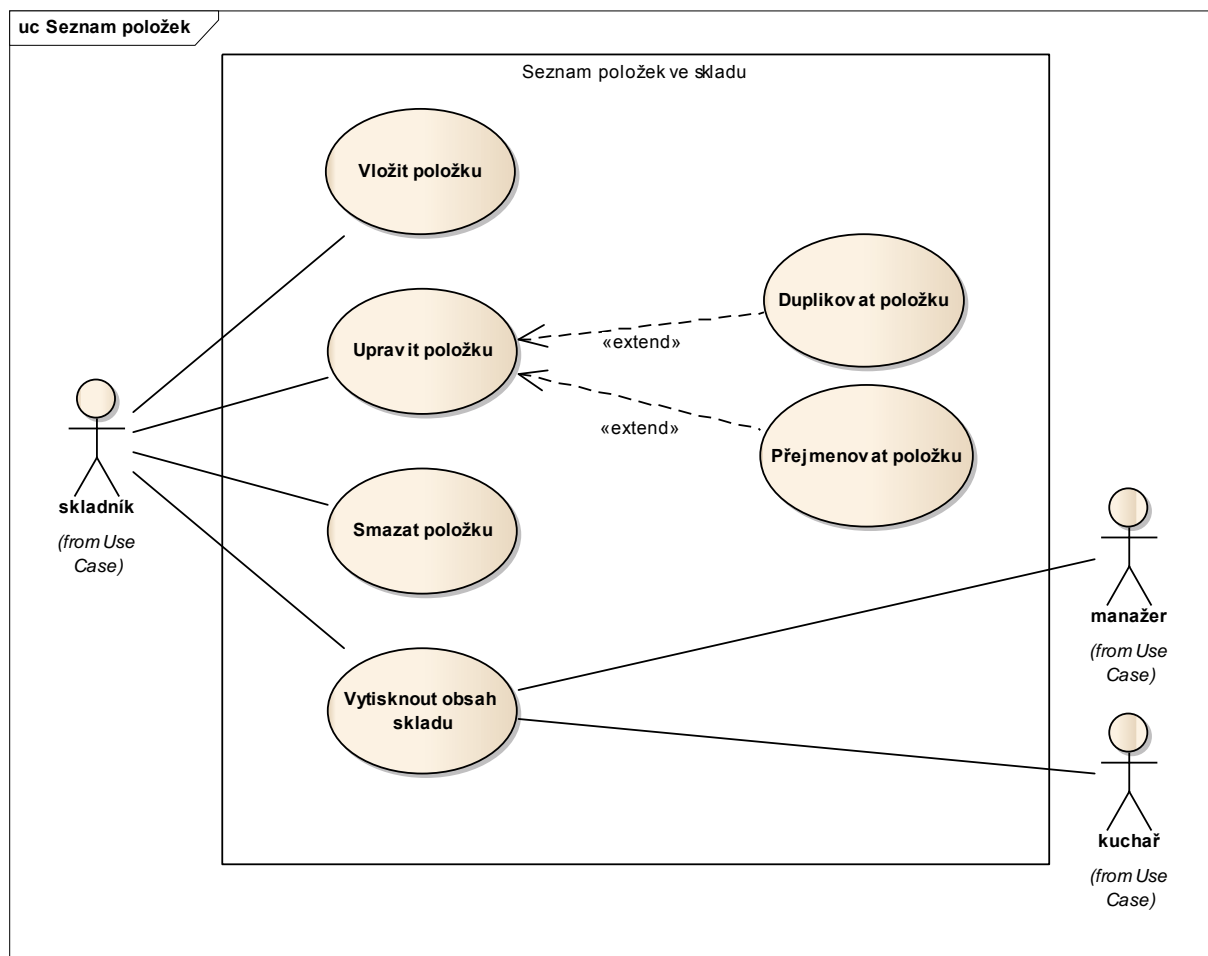 uc Seznam položek
Seznam položek ve skladu
Vložit položku
Duplikovat položku
Upravit položku
«extend»
«extend»
Přejmenovat položku
skladník
(from Use
Case)
Smazat položku
manažer
(from Use
Case)
Vytisknout obsah
skladu
kuchař
(from Use
Case)